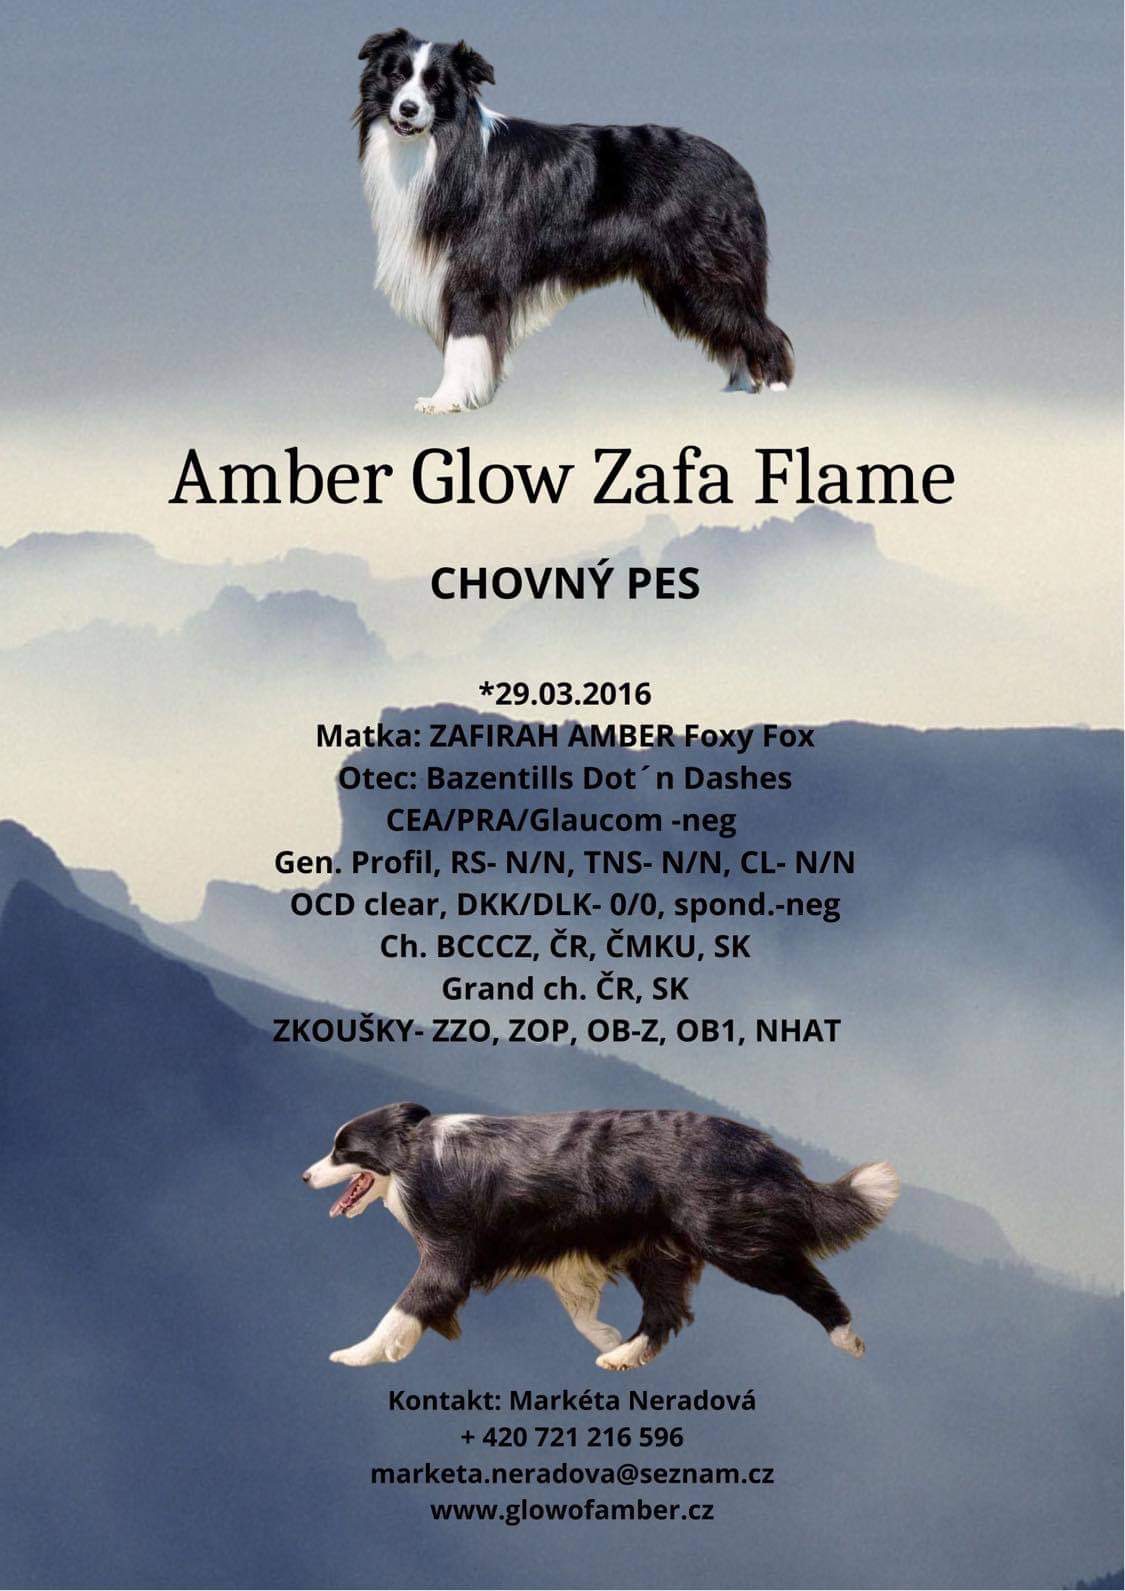 Amber Glow Zafa Flame
CHOVNÝ PES
*29.03.2016
Matka: ZAFIRAH AMBER Foxy Fox
Otec: Bazentills Dot´n Dashes
CEA/PRA/Glaucom -neg
Gen. Profil, RS- N/N, TNS- N/N, CL- N/N
OCD clear, DKK/DLK- 0/0, spond.-neg
Ch. BCCCZ, ČR, ČMKU, SK
Grand ch. ČR, SK
ZKOUŠKY- ZZO, ZOP, OB-Z, OB1, NHAT
Kontakt: Markéta Neradová
+ 420 721 216 596
marketa.neradova@seznam.cz
www.glowofamber.cz